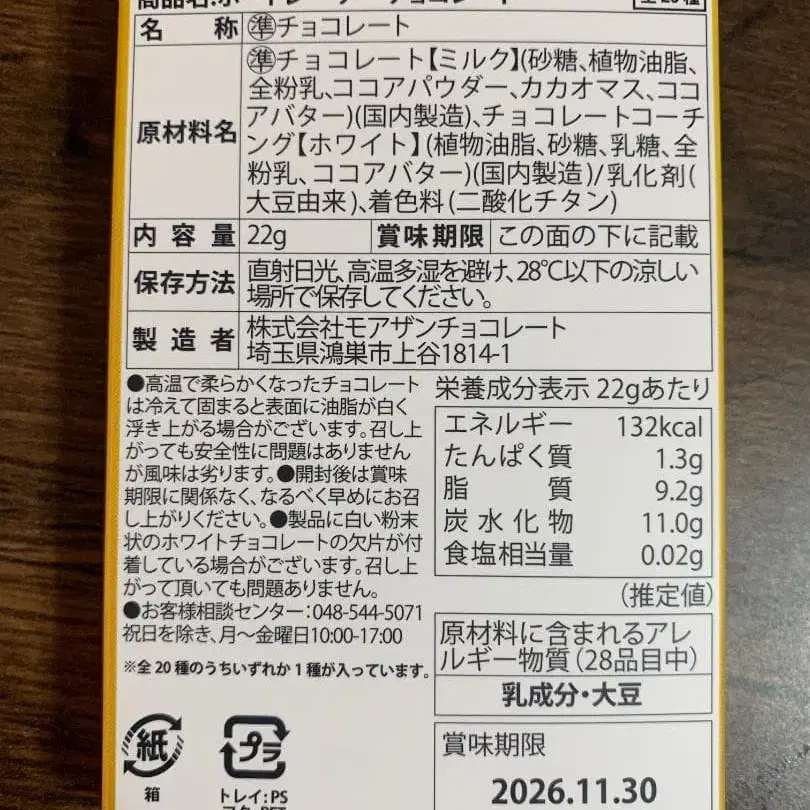 全20種
名称 ㊗チョコレート
原材料名
準チョコレート【ミルク】(砂糖、植物油脂、
全粉乳、ココアパウダー、カカオマス、ココ
アバター)(国内製造)、チョコレートコーチ
ング【ホワイト】(植物油脂、砂糖、乳糖、全
粉乳、ココアバター)(国内製造)/乳化剤(
大豆由来)、着色料(二酸化チタン)
内容量 22g 賞味期限 この面の下に記載
保存方法
直射日光、高温多湿を避け、28℃以下の涼しい
場所で保存してください。
製造者
株式会社モアザンチョコレート
埼玉県鴻巣市上谷1814-1
●高温で柔らかくなったチョコレート
は冷えて固まると表面に油脂が白く
浮き上がる場合がございます。召し上
がっても安全性に問題はありません
が風味は劣ります。●開封後は賞味
期限に関係なく、なるべく早めにお召
し上がりください。●製品に白い粉末
状のホワイトチョコレートの欠片が付
着している場合がございます。召し上
がって頂いても問題ありません。
●お客様相談センター:048-544-5071
祝日を除き、月~金曜日10:00-17:00
※全20種のうちいずれか1種が入っています。
紙
箱
プラ
トレイ:PS
栄養成分表示 22gあたり
エネルギー 132kcal
たんぱく質 1.3g
脂質 9.2g
炭水化物 11.0g
食塩相当量 0.02g
(推定値)
原材料に含まれるアレ
ルギー物質(28品目中)
乳成分・大豆
賞味期限
2026.11.30